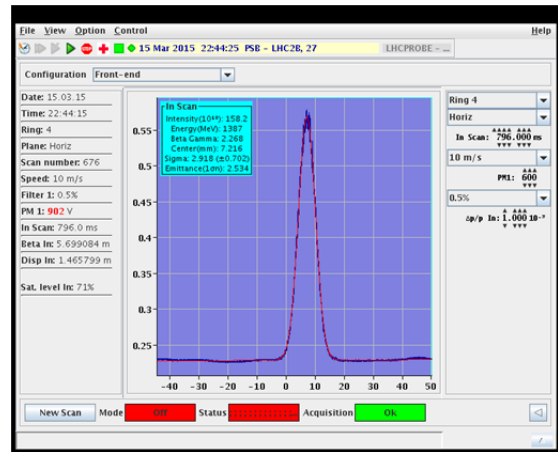 File View Option Control Help
15 Mar 2015 22:44:25 PSB - LHC2B, 27 LHCPROBE - ...
Configuration Front-end
Date: 15.03.15
Time: 22:44:15
Ring: 4
Plane: Horiz
Scan number: 676
Speed: 10 m/s
Filter 1: 0.5%
PM 1: 902 V
In Scan: 796.0 ms
Beta In: 5.699084 m
Disp In: 1.465799 m
Sat. level In: 71%
In Scan
Energy(MeV): 1387
Beta Gamma: 2.268
Center(mm): 7.216
Sigma: 2.918 (±0.702)
Emittance(1σn): 2.534
0.55
0.5
0.45
0.4
0.35
0.3
0.25
-40 -30 -20 -10 0 10 20 30 40 50
Ring 4
Horiz
In Scan: 796.000 ms
10 m/s
PM1: 600
0.5%
Δp/p In: 1.000 10⁻³
New Scan Mode Off Status Acquisition Ok